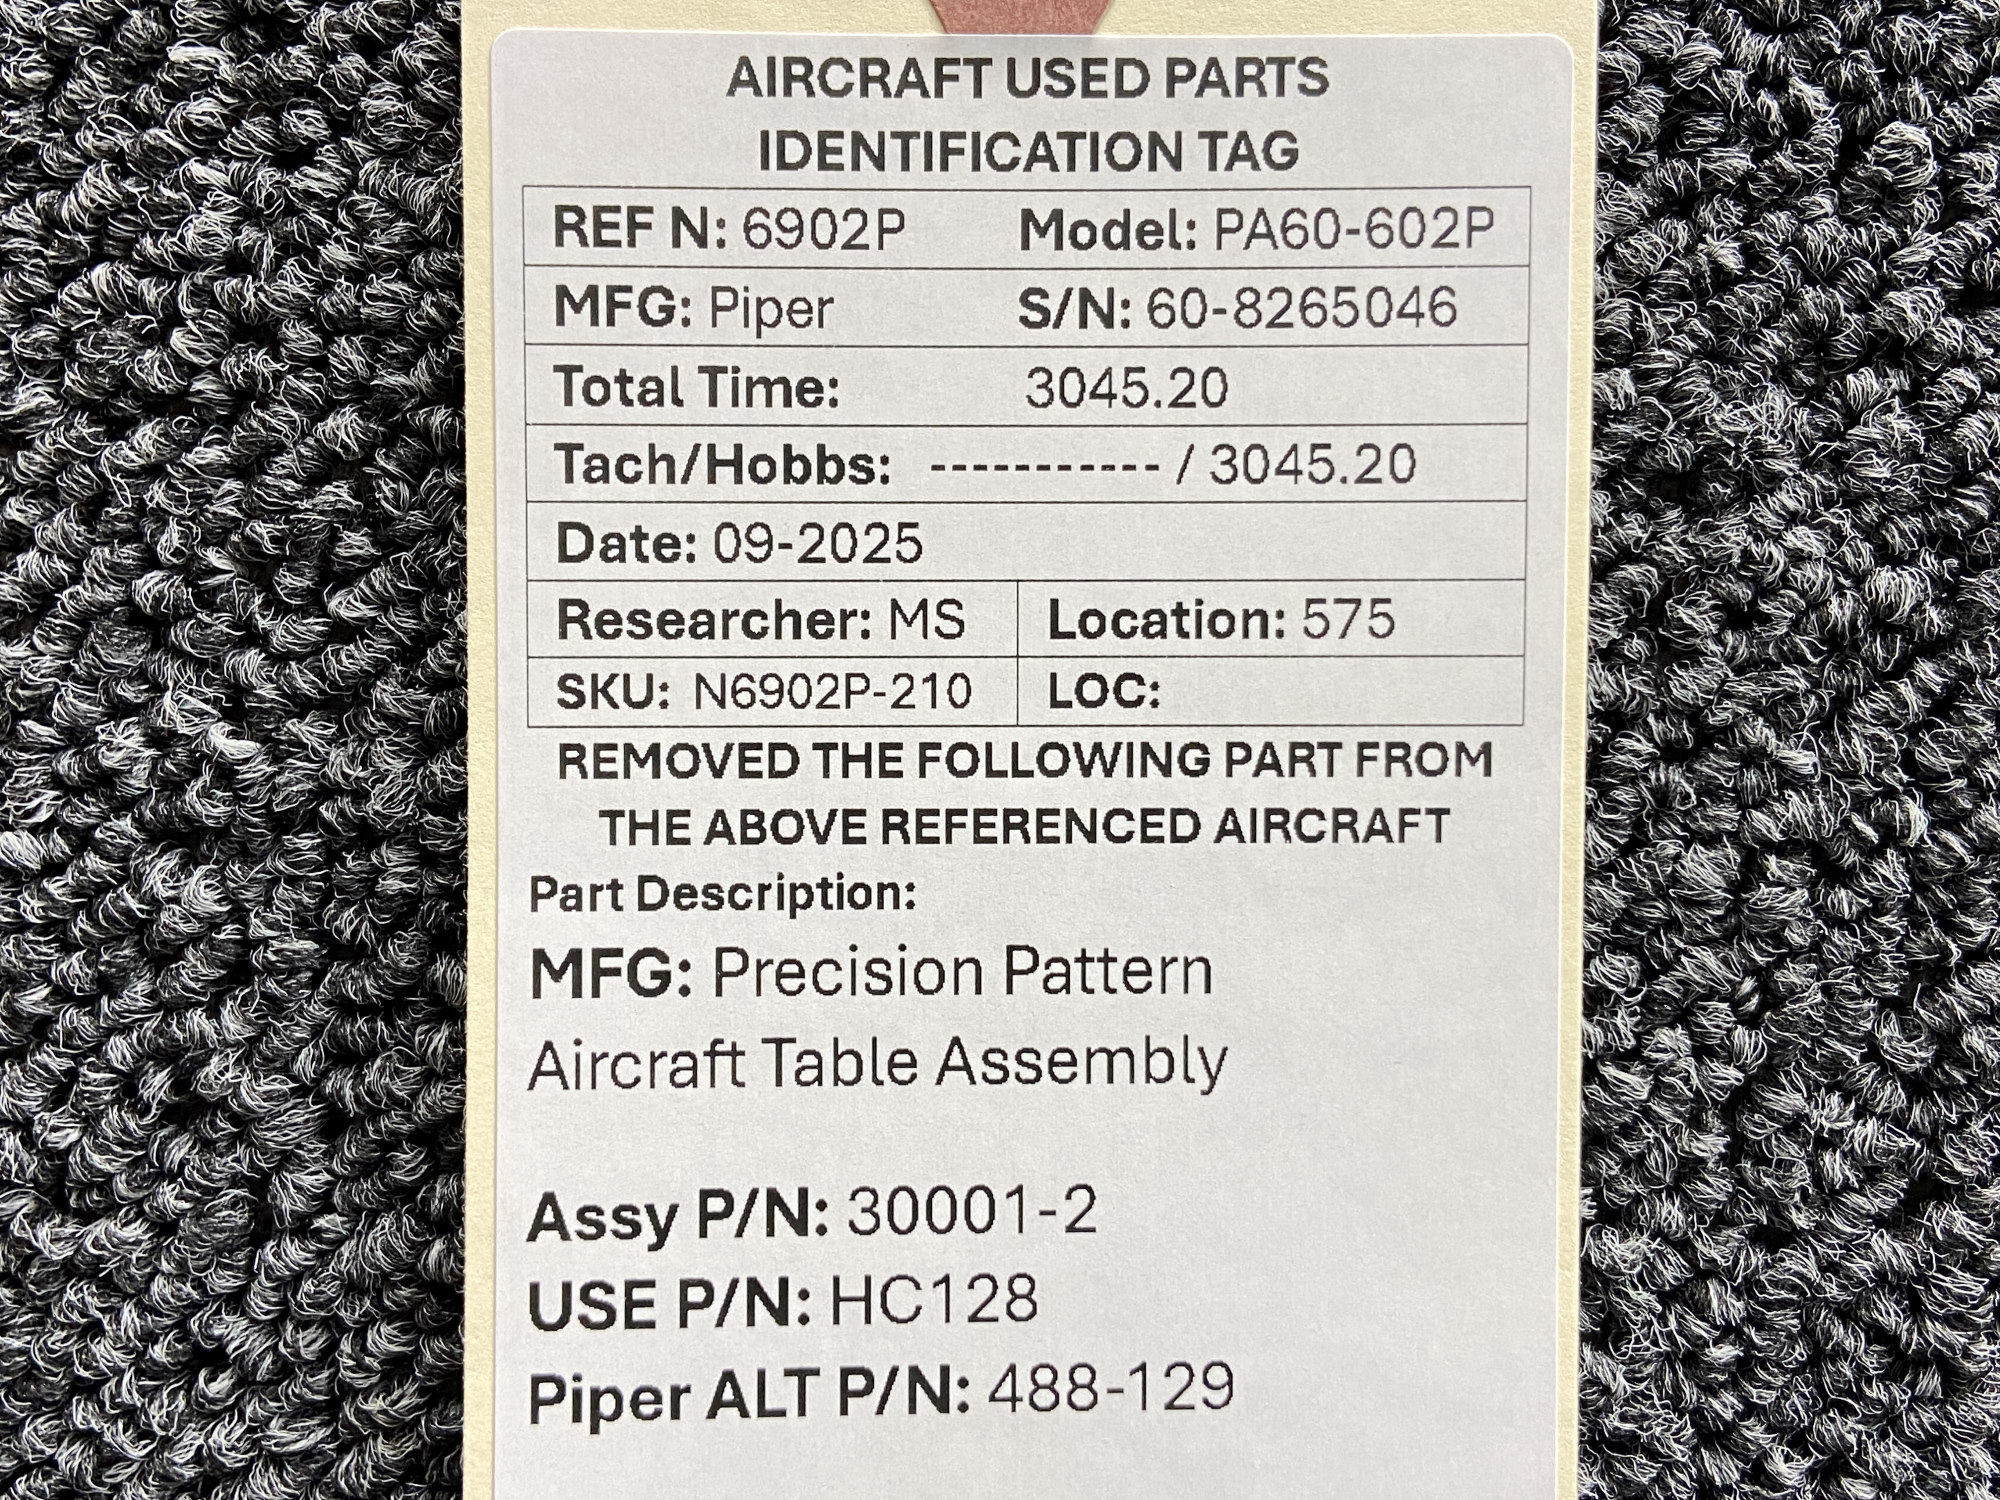 AIRCRAFT USED PARTS
IDENTIFICATION TAG
REF N: 6902P Model: PA60-602P
MFG: Piper S/N: 60-8265046
Total Time: 3045.20
Tach/Hobbs: ----------- / 3045.20
Date: 09-2025
Researcher: MS Location: 575
SKU: N6902P-210 LOC:
REMOVED THE FOLLOWING PART FROM
THE ABOVE REFERENCED AIRCRAFT
Part Description:
MFG: Precision Pattern
Aircraft Table Assembly
Assy P/N: 30001-2
USE P/N: HC128
Piper ALT P/N: 488-129